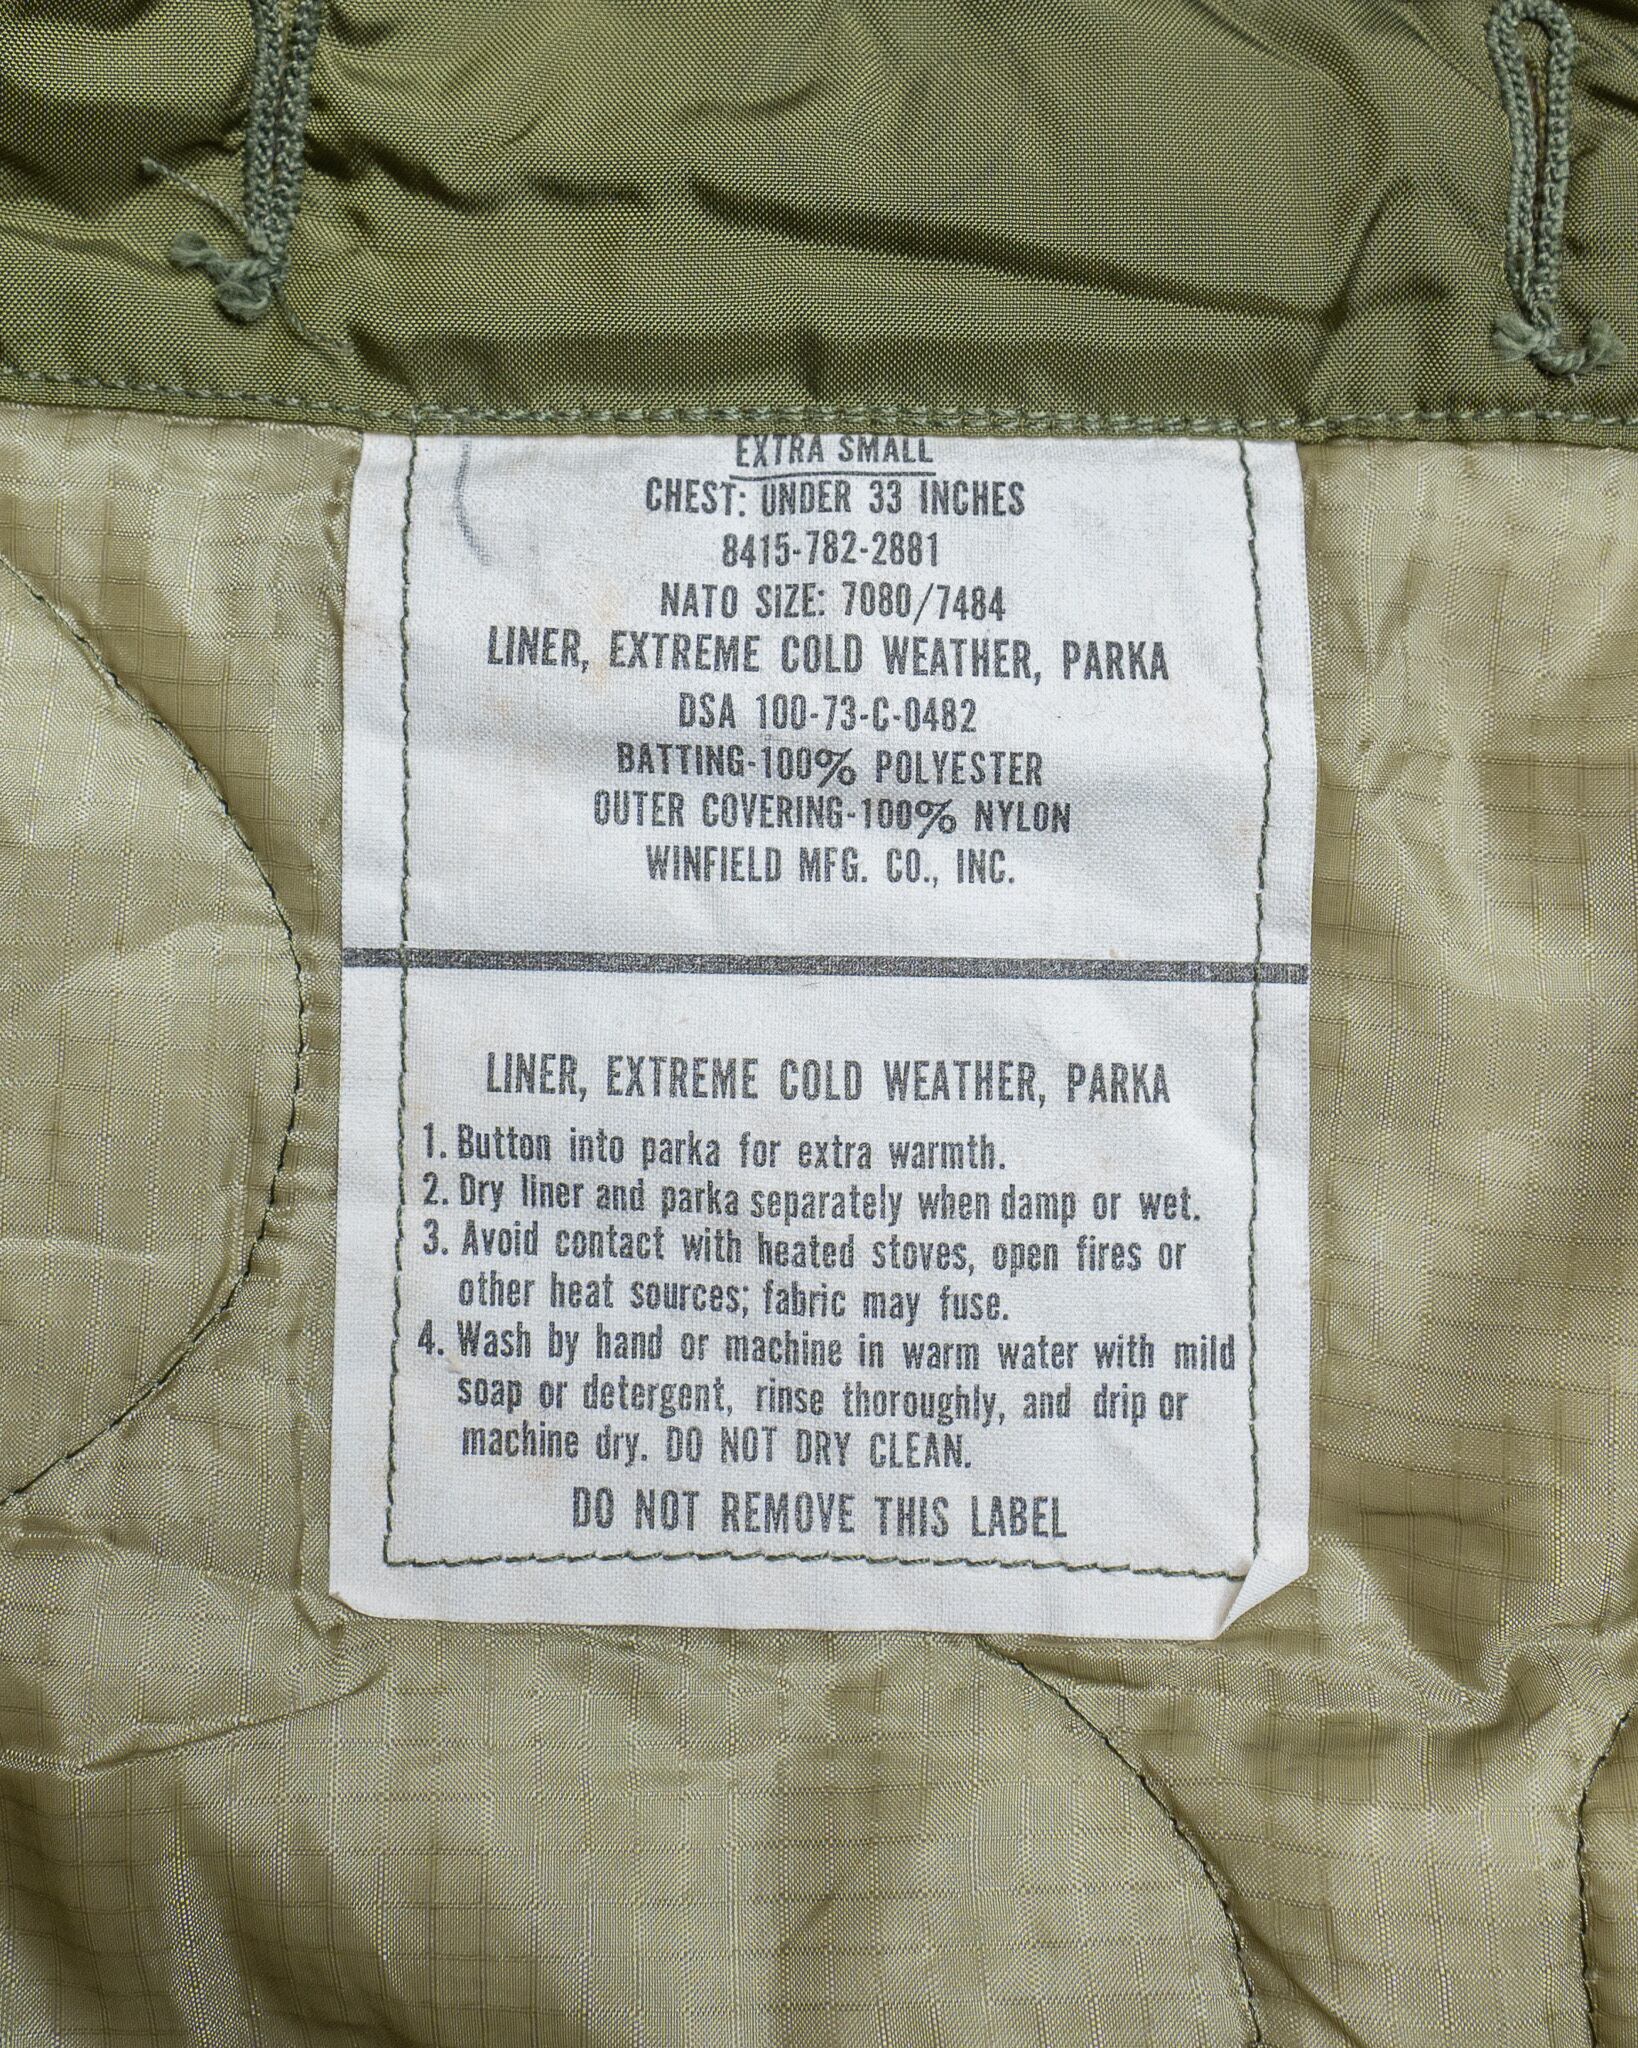 EXTRA SMALL
CHEST: UNDER 33 INCHES
8415-782-2881
NATO SIZE: 7080/7484
LINER, EXTREME COLD WEATHER, PARKA
DSA 100-73-C-0482
BATTING-100% POLYESTER
OUTER COVERING-100% NYLON
WINFIELD MFG. CO., INC.
LINER, EXTREME COLD WEATHER, PARKA
1. Button into parka for extra warmth.
2. Dry liner and parka separately when damp or wet.
3. Avoid contact with heated stoves, open fires or
other heat sources; fabric may fuse.
4. Wash by hand or machine in warm water with mild
soap or detergent, rinse thoroughly, and drip or
machine dry. DO NOT DRY CLEAN.
DO NOT REMOVE THIS LABEL